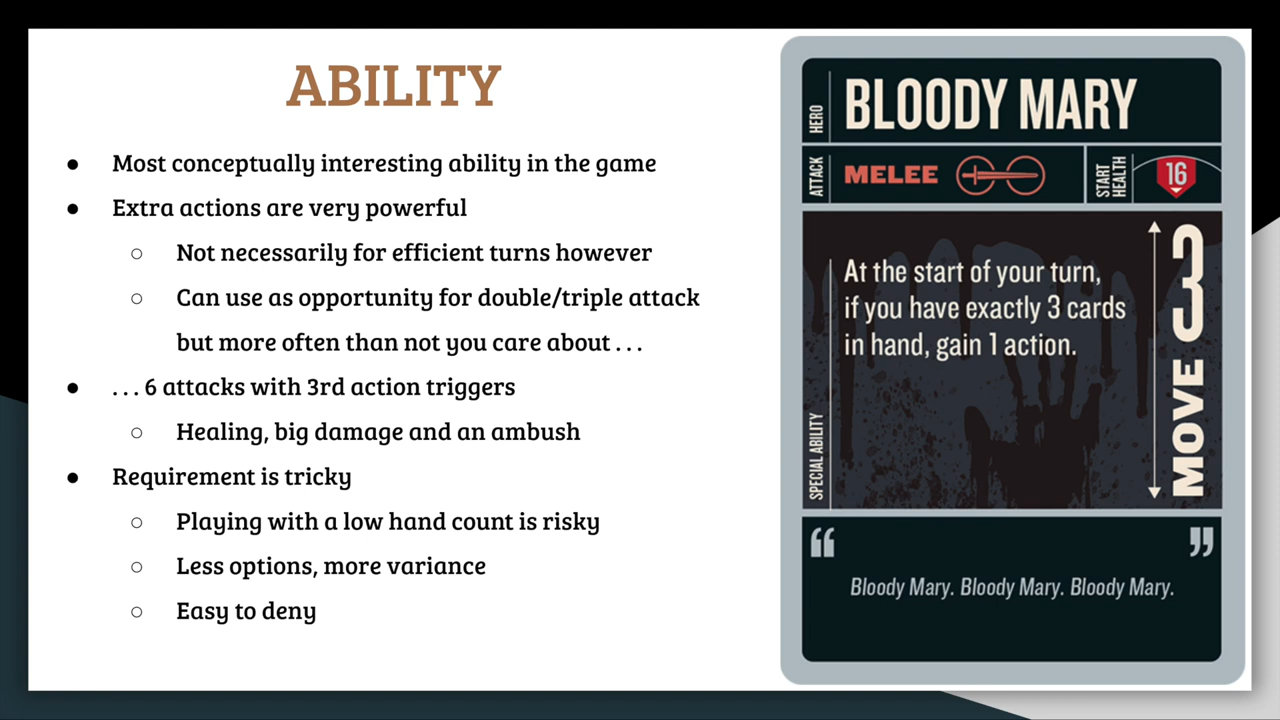 ABILITY
● Most conceptually interesting ability in the game
● Extra actions are very powerful
○ Not necessarily for efficient turns however
○ Can use as opportunity for double/triple attack
but more often than not you care about . . .
● . . . 6 attacks with 3rd action triggers
○ Healing, big damage and an ambush
● Requirement is tricky
○ Playing with a low hand count is risky
○ Less options, more variance
○ Easy to deny
HERO
BLOODY MARY
ATTACK
MELEE
START
HEALTH
16
SPECIAL ABILITY
At the start of your turn,
if you have exactly 3 cards
in hand, gain 1 action.
MOVE 3
“ ”
Bloody Mary. Bloody Mary. Bloody Mary.